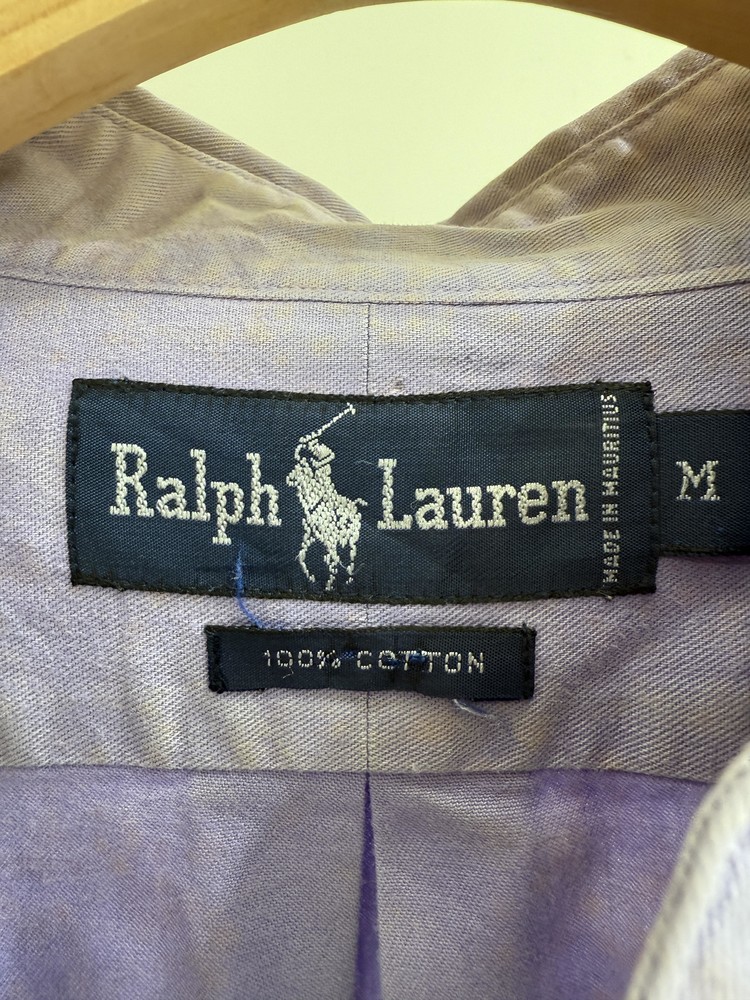 Ralph Lauren
MADE IN MAURITIUS
M
100% COTTON